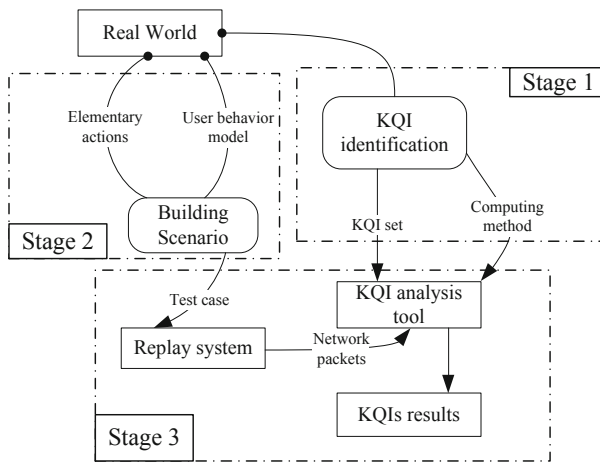 Real World
Stage 1
Elementary
actions
User behavior
model
KQI
identification
Building
Scenario
Stage 2
KQI set
Computing
method
Test case
KQI analysis
tool
Replay system
Network
packets
KQIs results
Stage 3